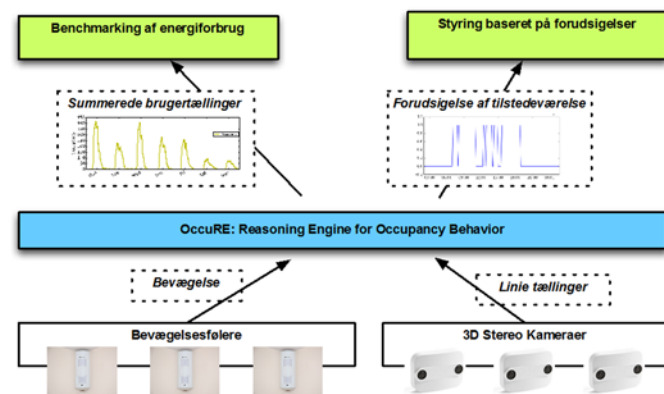 Benchmarking af energiforbrug
Styring baseret på forudsigelser
Summerede brugertællinger
Forudsigelse af tilstedeværelse
OccuRE: Reasoning Engine for Occupancy Behavior
Bevægelse
Linie tællinger
Bevægelsesfølere
3D Stereo Kameraer